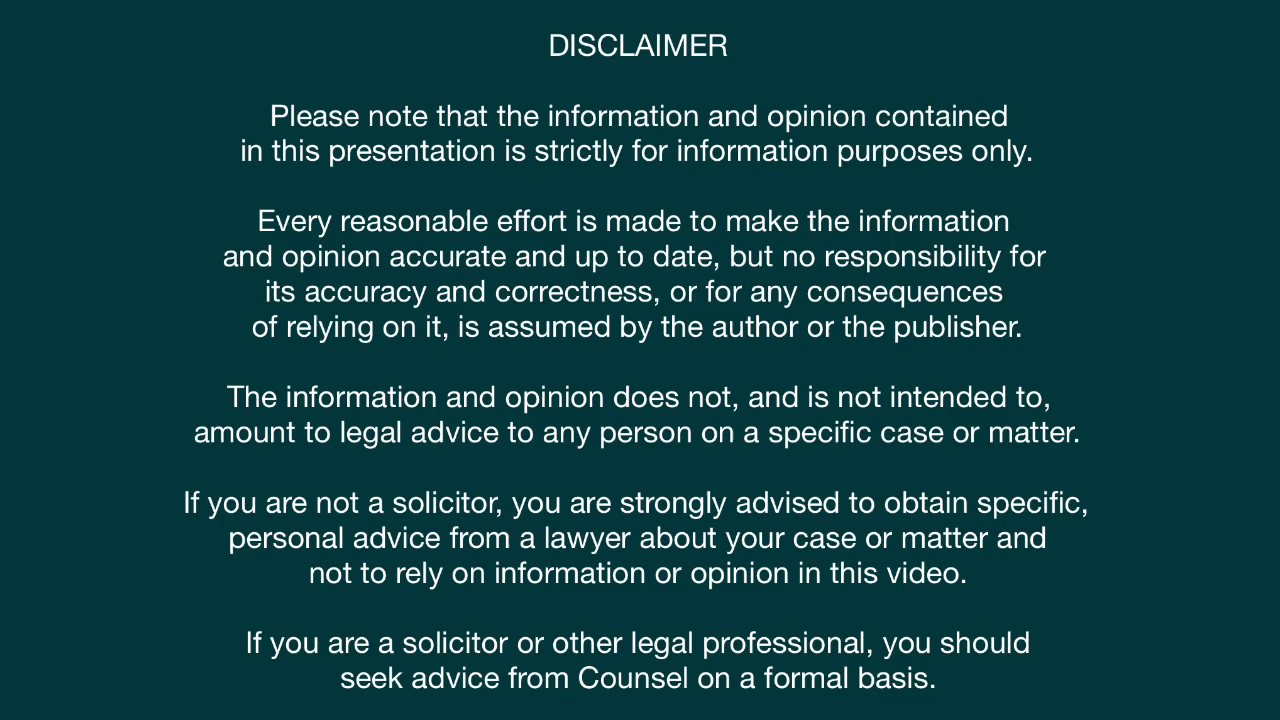 DISCLAIMER
Please note that the information and opinion contained
in this presentation is strictly for information purposes only.
Every reasonable effort is made to make the information
and opinion accurate and up to date, but no responsibility for
its accuracy and correctness, or for any consequences
of relying on it, is assumed by the author or the publisher.
The information and opinion does not, and is not intended to,
amount to legal advice to any person on a specific case or matter.
If you are not a solicitor, you are strongly advised to obtain specific,
personal advice from a lawyer about your case or matter and
not to rely on information or opinion in this video.
If you are a solicitor or other legal professional, you should
seek advice from Counsel on a formal basis.